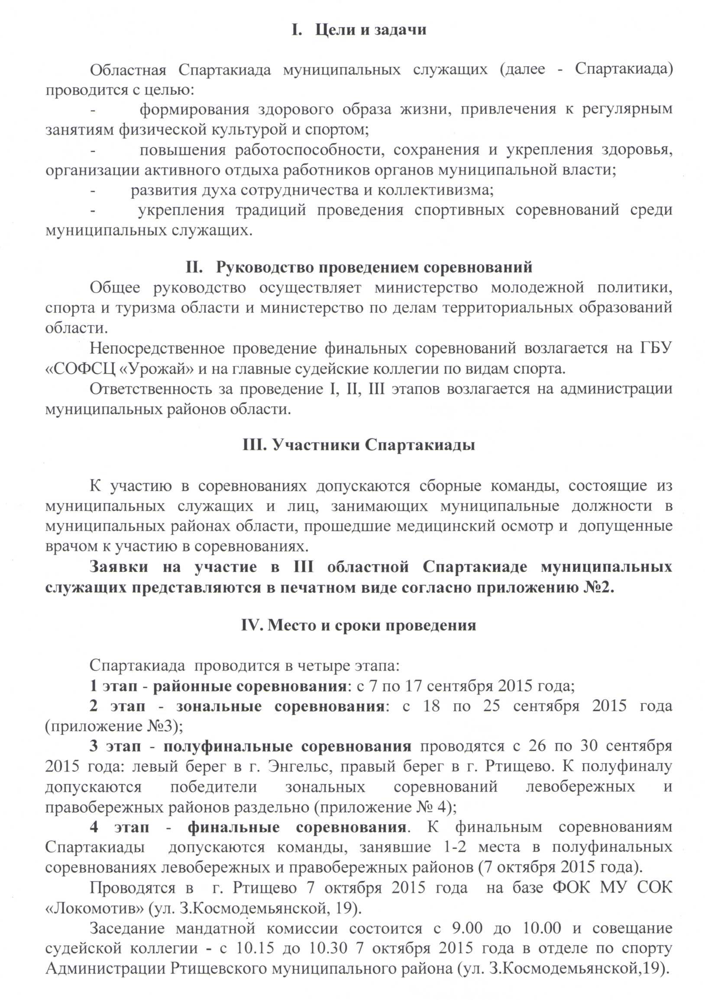 I. Цели и задачи
Областная Спартакиада муниципальных служащих (далее - Спартакиада)
проводится с целью:
- формирования здорового образа жизни, привлечения к регулярным
занятиям физической культурой и спортом;
- повышения работоспособности, сохранения и укрепления здоровья,
организации активного отдыха работников органов муниципальной власти;
- развития духа сотрудничества и коллективизма;
- укрепления традиций проведения спортивных соревнований среди
муниципальных служащих.
II. Руководство проведением соревнований
Общее руководство осуществляет министерство молодежной политики,
спорта и туризма области и министерство по делам территориальных образований
области.
Непосредственное проведение финальных соревнований возлагается на ГБУ
«СОФСЦ «Урожай» и на главные судейские коллегии по видам спорта.
Ответственность за проведение I, II, III этапов возлагается на администрации
муниципальных районов области.
III. Участники Спартакиады
К участию в соревнованиях допускаются сборные команды, состоящие из
муниципальных служащих и лиц, занимающих муниципальные должности в
муниципальных районах области, прошедшие медицинский осмотр и допущенные
врачом к участию в соревнованиях.
Заявки на участие в III областной Спартакиаде муниципальных
служащих представляются в печатном виде согласно приложению №2.
IV. Место и сроки проведения
Спартакиада проводится в четыре этапа:
1 этап - районные соревнования: с 7 по 17 сентября 2015 года;
2 этап - зональные соревнования: с 18 по 25 сентября 2015 года
(приложение №3);
3 этап - полуфинальные соревнования проводятся с 26 по 30 сентября
2015 года: левый берег в г. Энгельс, правый берег в г. Ртищево. К полуфиналу
допускаются победители зональных соревнований левобережных и
правобережных районов раздельно (приложение № 4);
4 этап - финальные соревнования. К финальным соревнованиям
Спартакиады допускаются команды, занявшие 1-2 места в полуфинальных
соревнованиях левобережных и правобережных районов (7 октября 2015 года).
Проводятся в г. Ртищево 7 октября 2015 года на базе ФОК МУ СОК
«Локомотив» (ул. З.Космодемьянской, 19).
Заседание мандатной комиссии состоится с 9.00 до 10.00 и совещание
судейской коллегии - с 10.15 до 10.30 7 октября 2015 года в отделе по спорту
Администрации Ртищевского муниципального района (ул. З.Космодемьянской,19).